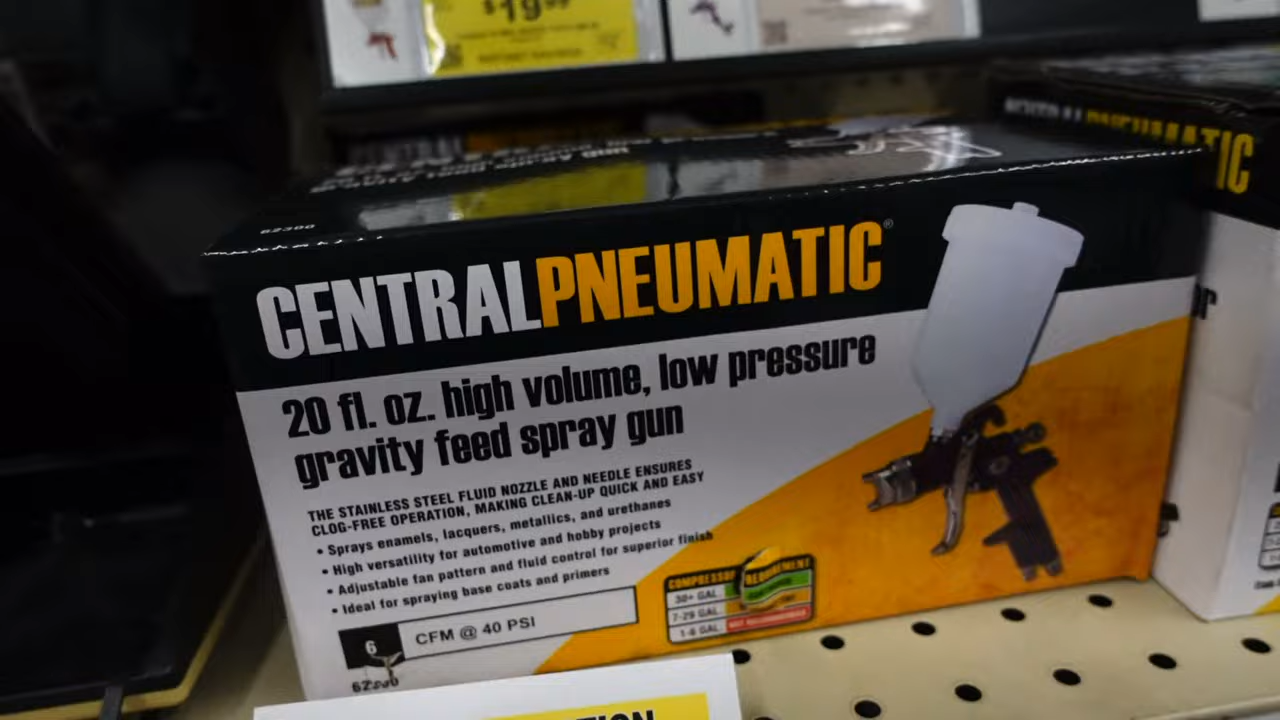 $19
62300
CENTRALPNEUMATIC®
20 fl. oz. high volume, low pressure
gravity feed spray gun
THE STAINLESS STEEL FLUID NOZZLE AND NEEDLE ENSURES
CLOG-FREE OPERATION, MAKING CLEAN-UP QUICK AND EASY
• Sprays enamels, lacquers, metallics, and urethanes
• High versatility for automotive and hobby projects
• Adjustable fan pattern and fluid control for superior finish
• Ideal for spraying base coats and primers
COMPRESSOR REQUIREMENT
30+ GAL
7-29 GAL
1-6 GAL NOT RECOMMENDED
6 CFM @ 40 PSI
62300
CENTRALPNEUMATIC
TIC